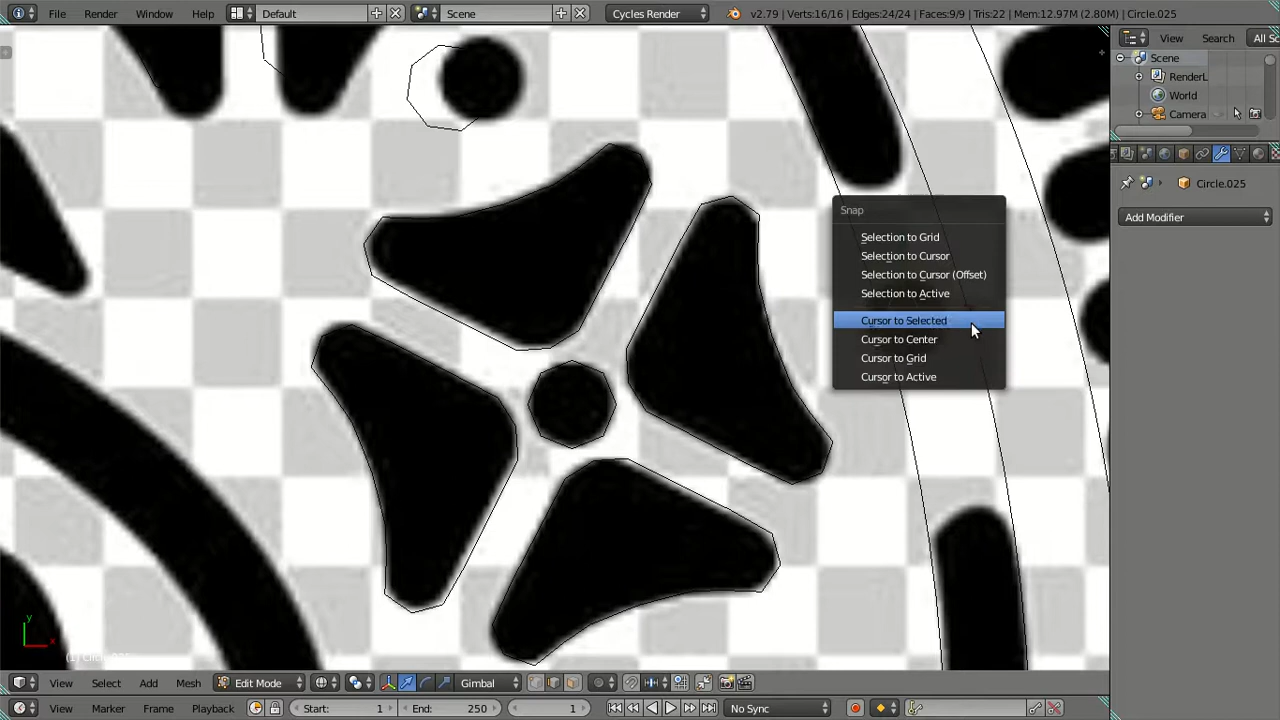 File Render Window Help Default Scene Cycles Render v2.79 | Verts:16/16 | Edges:24/24 | Faces:9/9 | Tris:22 | Mem:12.97M (2.80M) | Circle.025
View Search All Sc
Scene
RenderL
World
Camera
Circle.025
Add Modifier
Snap
Selection to Grid
Selection to Cursor
Selection to Cursor (Offset)
Selection to Active
Cursor to Selected
Cursor to Center
Cursor to Grid
Cursor to Active
y
x
(1) Circle.025
View Select Add Mesh Edit Mode Gimbal
View Marker Frame Playback Start: 1 End: 250 1 No Sync